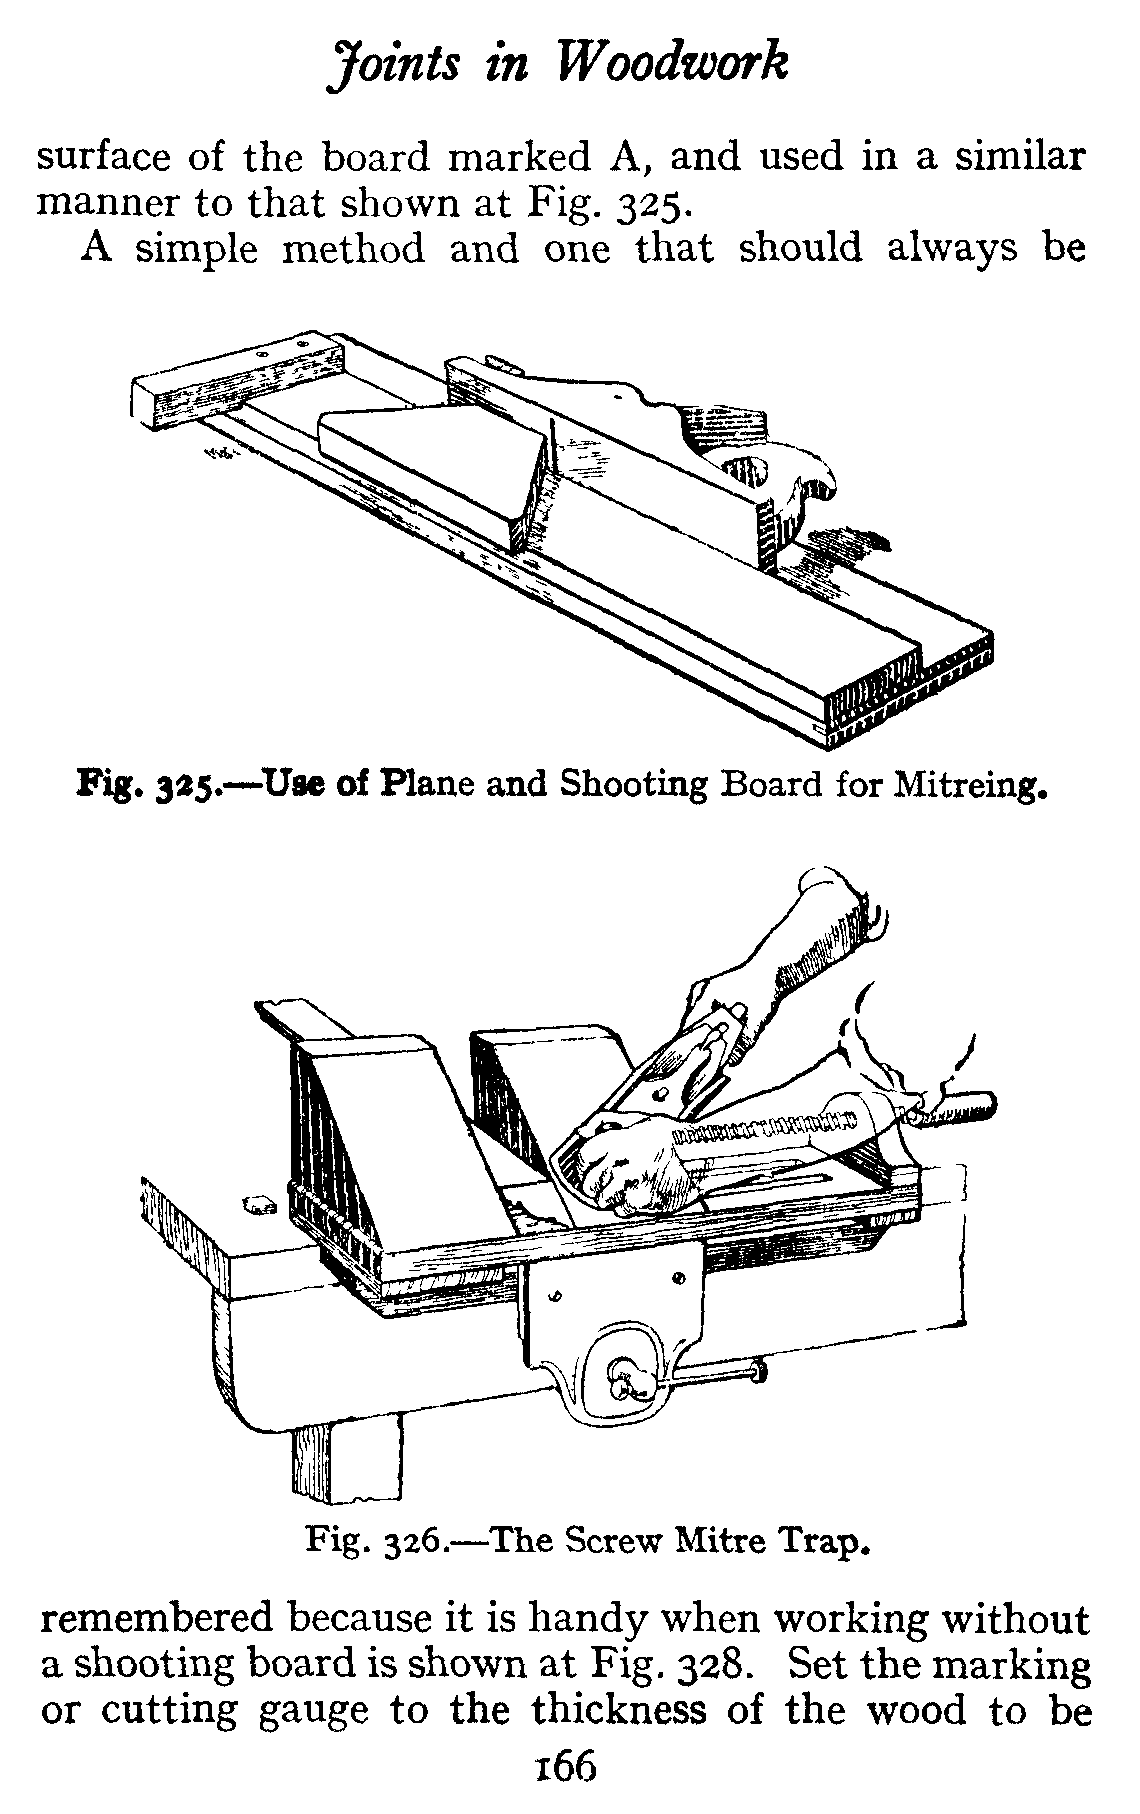 Joints in Woodwork
surface of the board marked A, and used in a similar
manner to that shown at Fig. 325.
A simple method and one that should always be
Fig. 325.—Use of Plane and Shooting Board for Mitreing.
Fig. 326.—The Screw Mitre Trap.
remembered because it is handy when working without
a shooting board is shown at Fig. 328. Set the marking
or cutting gauge to the thickness of the wood to be
166